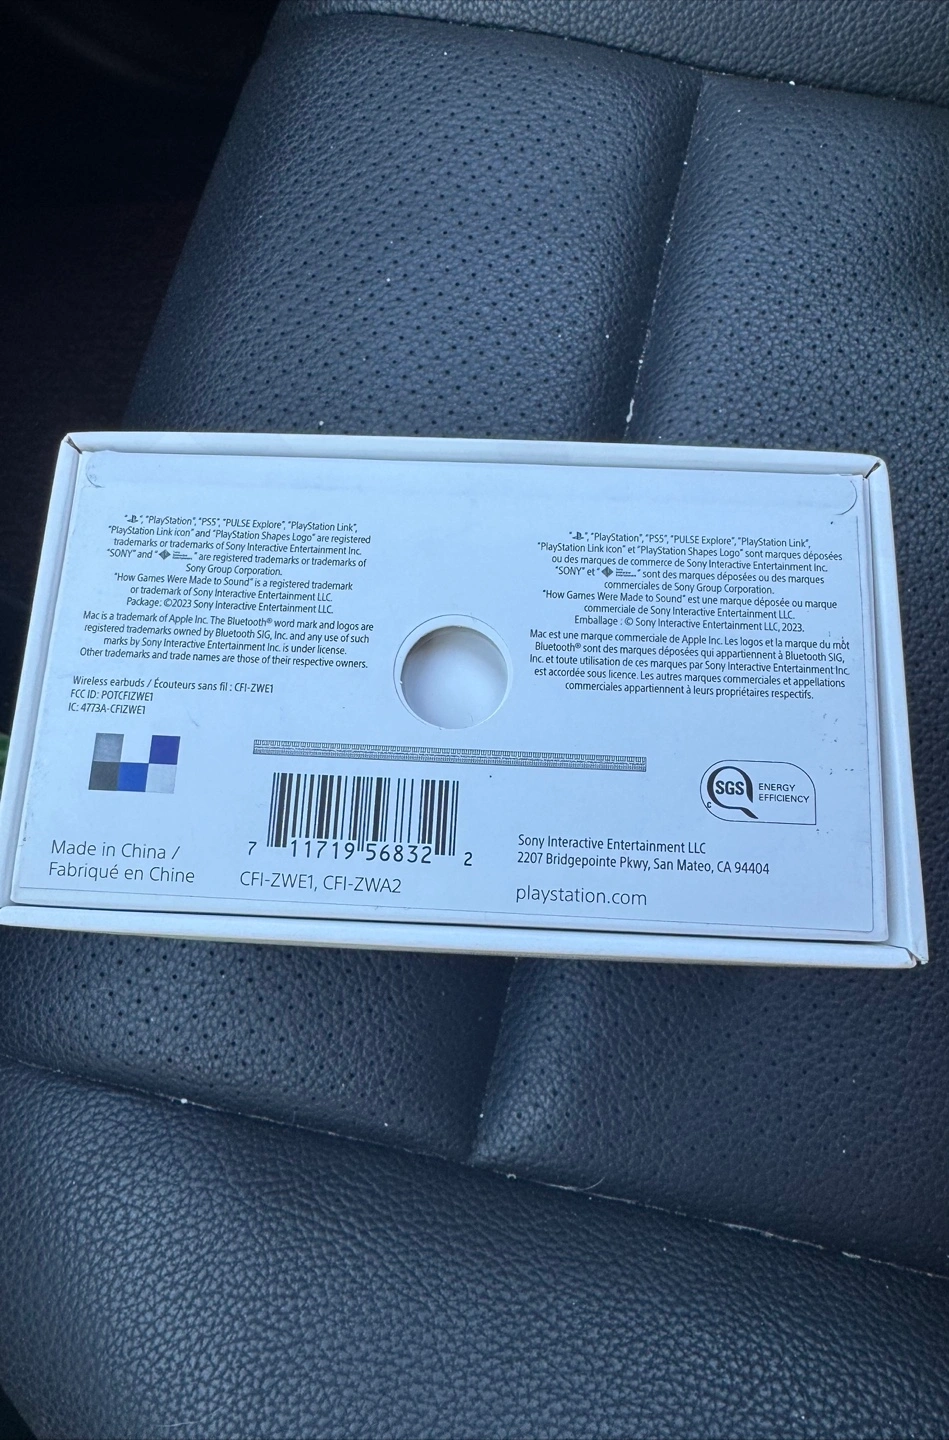 "PlayStation", "PS5", "PULSE Explore", "PlayStation Link",
"PlayStation Link icon" and "PlayStation Shapes Logo" are registered
trademarks or trademarks of Sony Interactive Entertainment Inc.
"SONY" and " " are registered trademarks or trademarks of
Sony Group Corporation.
"How Games Were Made to Sound" is a registered trademark
or trademark of Sony Interactive Entertainment LLC.
Package: ©2023 Sony Interactive Entertainment LLC.
Mac is a trademark of Apple Inc. The Bluetooth® word mark and logos are
registered trademarks owned by Bluetooth SIG, Inc. and any use of such
marks by Sony Interactive Entertainment Inc. is under license.
Other trademarks and trade names are those of their respective owners.
Wireless earbuds / Écouteurs sans fil : CFI-ZWE1
FCC ID: POTCFIZWE1
IC: 4773A-CFIZWE1
"PlayStation", "PS5", "PULSE Explore", "PlayStation Link",
"PlayStation Link icon" et "PlayStation Shapes Logo" sont marques déposées
ou des marques de commerce de Sony Interactive Entertainment Inc.
"SONY" et " " sont des marques déposées ou des marques
commerciales de Sony Group Corporation.
"How Games Were Made to Sound" est une marque déposée ou marque
commerciale de Sony Interactive Entertainment LLC.
Emballage : © Sony Interactive Entertainment LLC, 2023.
Mac est une marque commerciale de Apple Inc. Les logos et la marque du mot
Bluetooth® sont des marques déposées qui appartiennent à Bluetooth SIG,
Inc. et toute utilisation de ces marques par Sony Interactive Entertainment Inc.
est accordée sous licence. Les autres marques commerciales et appellations
commerciales appartiennent à leurs propriétaires respectifs.
SGS
C
ENERGY
EFFICIENCY
Made in China /
Fabriqué en Chine
7 11719 56832 2
CFI-ZWE1, CFI-ZWA2
Sony Interactive Entertainment LLC
2207 Bridgepointe Pkwy, San Mateo, CA 94404
playstation.com